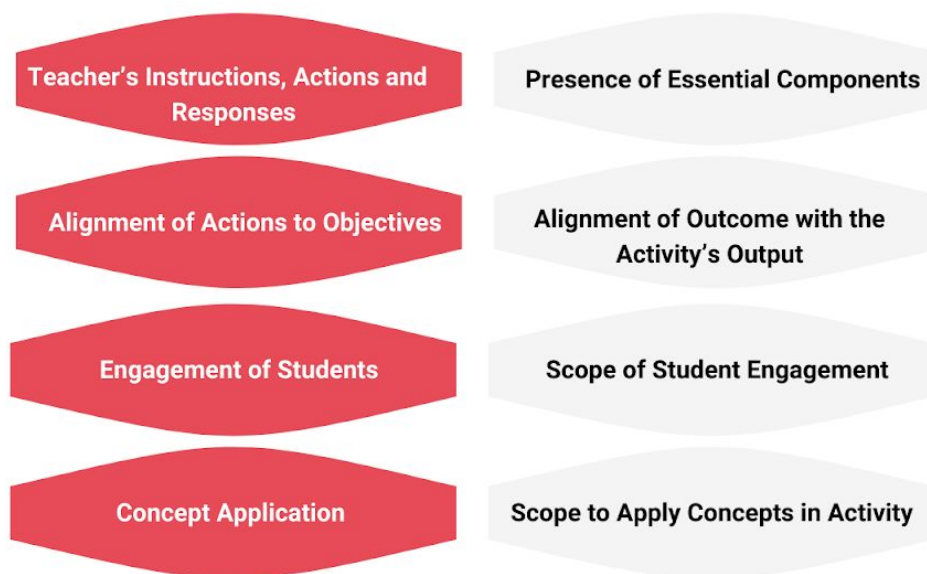 Teacher’s Instructions, Actions and
Responses
Presence of Essential Components
Alignment of Actions to Objectives
Alignment of Outcome with the
Activity’s Output
Engagement of Students
Scope of Student Engagement
Concept Application
Scope to Apply Concepts in Activity